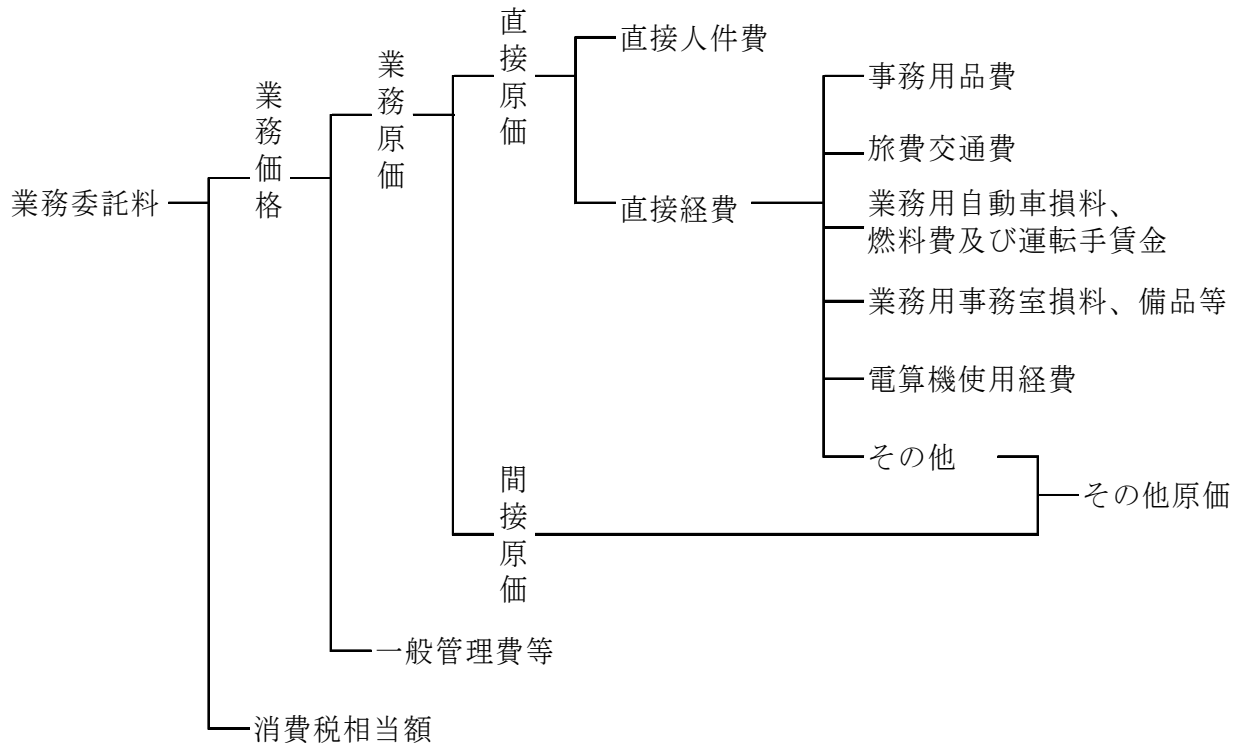 業務委託料
業務価格
業務原価
直接原価
直接人件費
直接経費
事務用品費
旅費交通費
業務用自動車損料、
燃料費及び運転手賃金
業務用事務室損料、備品等
電算機使用経費
その他
その他原価
間接原価
一般管理費等
消費税相当額